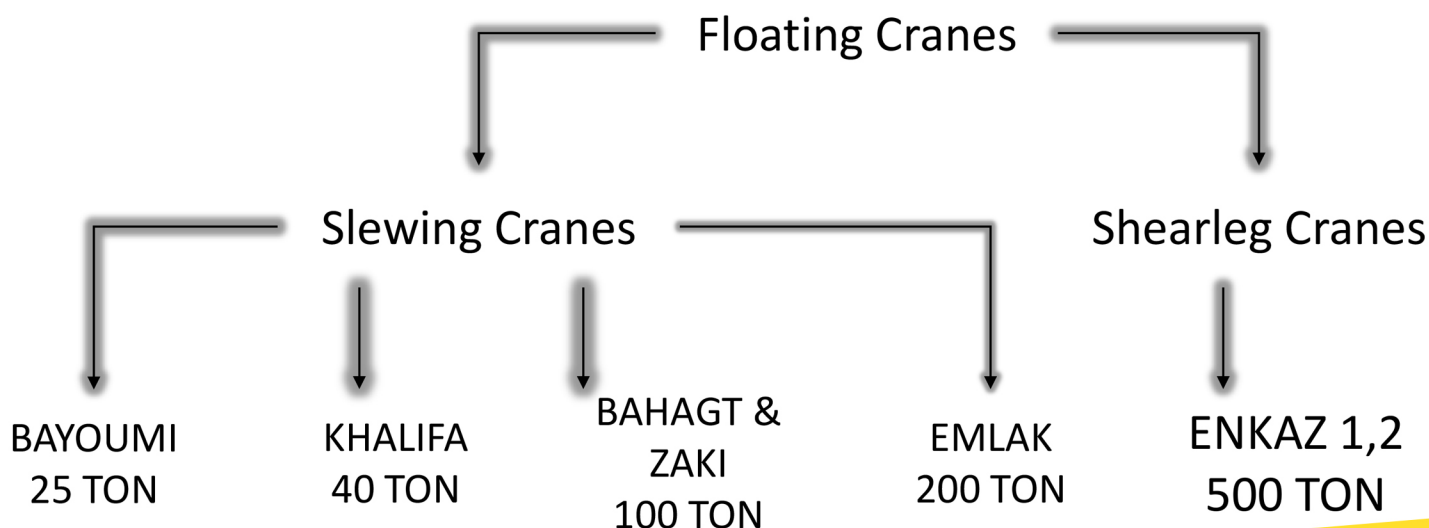 Floating Cranes
Slewing Cranes
Shearleg Cranes
BAYOUMI
25 TON
KHALIFA
40 TON
BAHAGT &
ZAKI
100 TON
EMLAK
200 TON
ENKAZ 1,2
500 TON